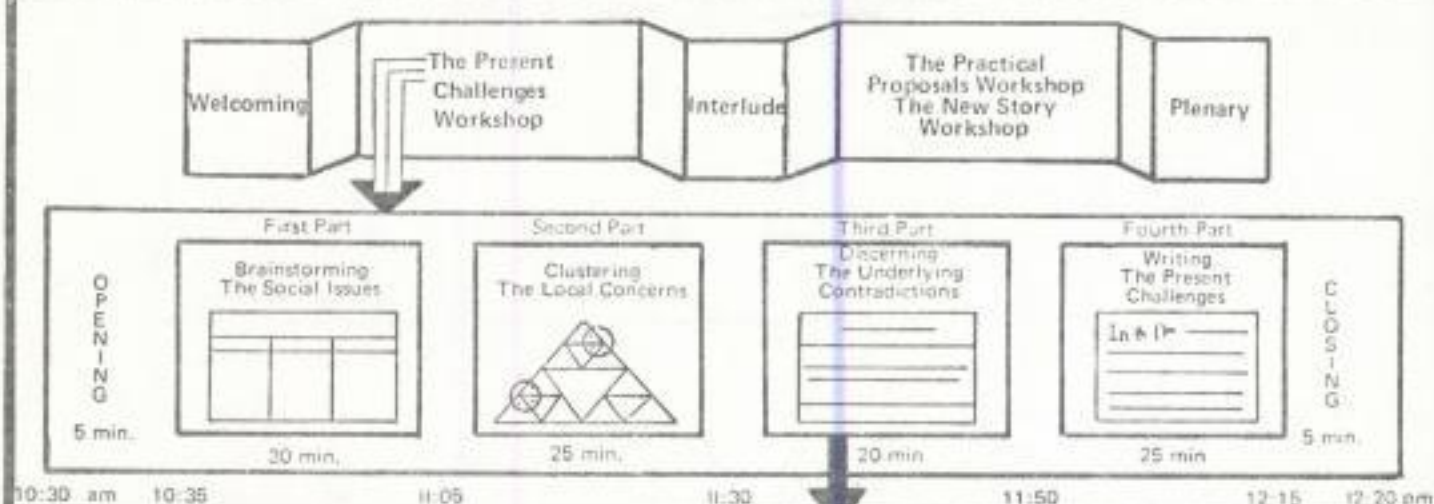 Welcoming
The Present
Challenges
Workshop
Interlude
The Practical
Proposals Workshop
The New Story
Workshop
Plenary
OPENING
5 min.
First Part
Brainstorming
The Social Issues
30 min.
Second Part
Clustering
The Local Concerns
25 min.
Third Part
Discerning
The Underlying
Contradictions
20 min
Fourth Part
Writing
The Present
Challenges
25 min
CLOSING
5 min.
10:30 am 10:35 11:05 11:30 11:50 12:15 12:20 pm